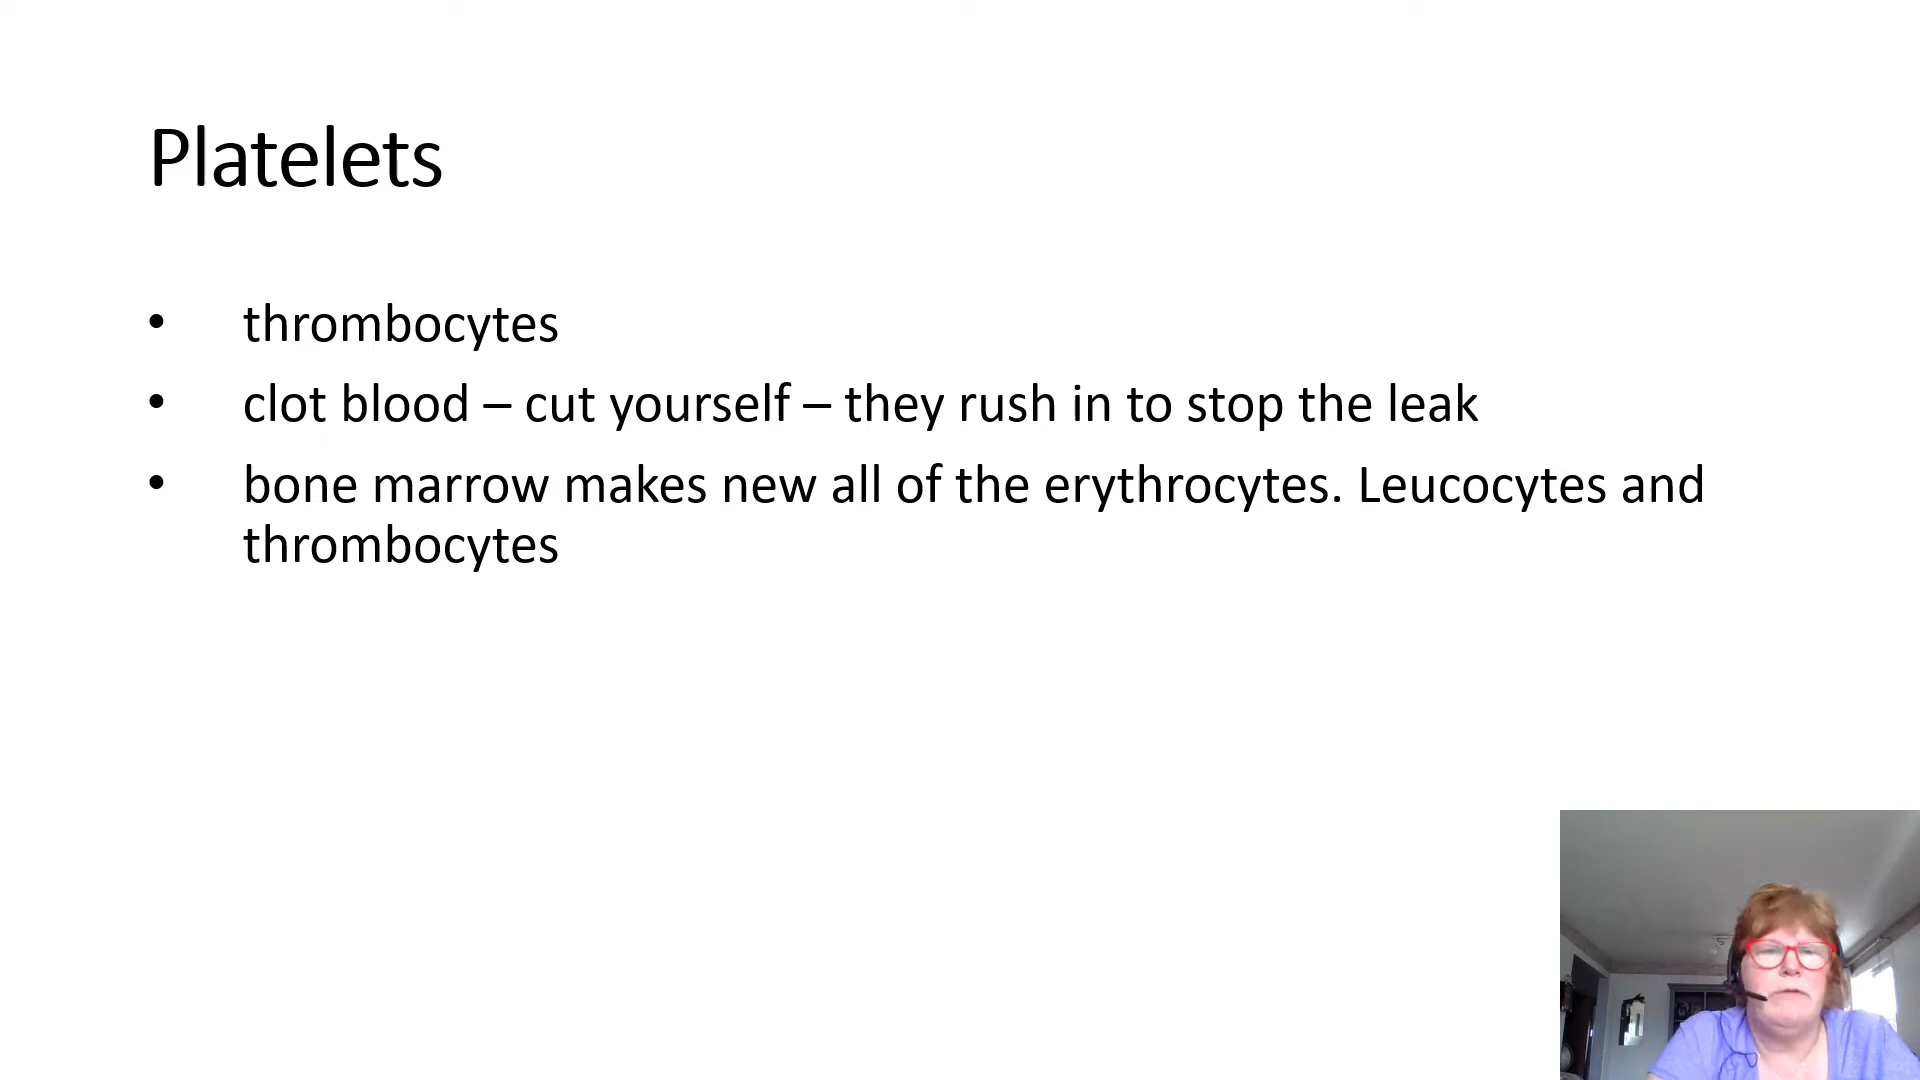 Platelets
• thrombocytes
• clot blood – cut yourself – they rush in to stop the leak
• bone marrow makes new all of the erythrocytes. Leucocytes and
thrombocytes